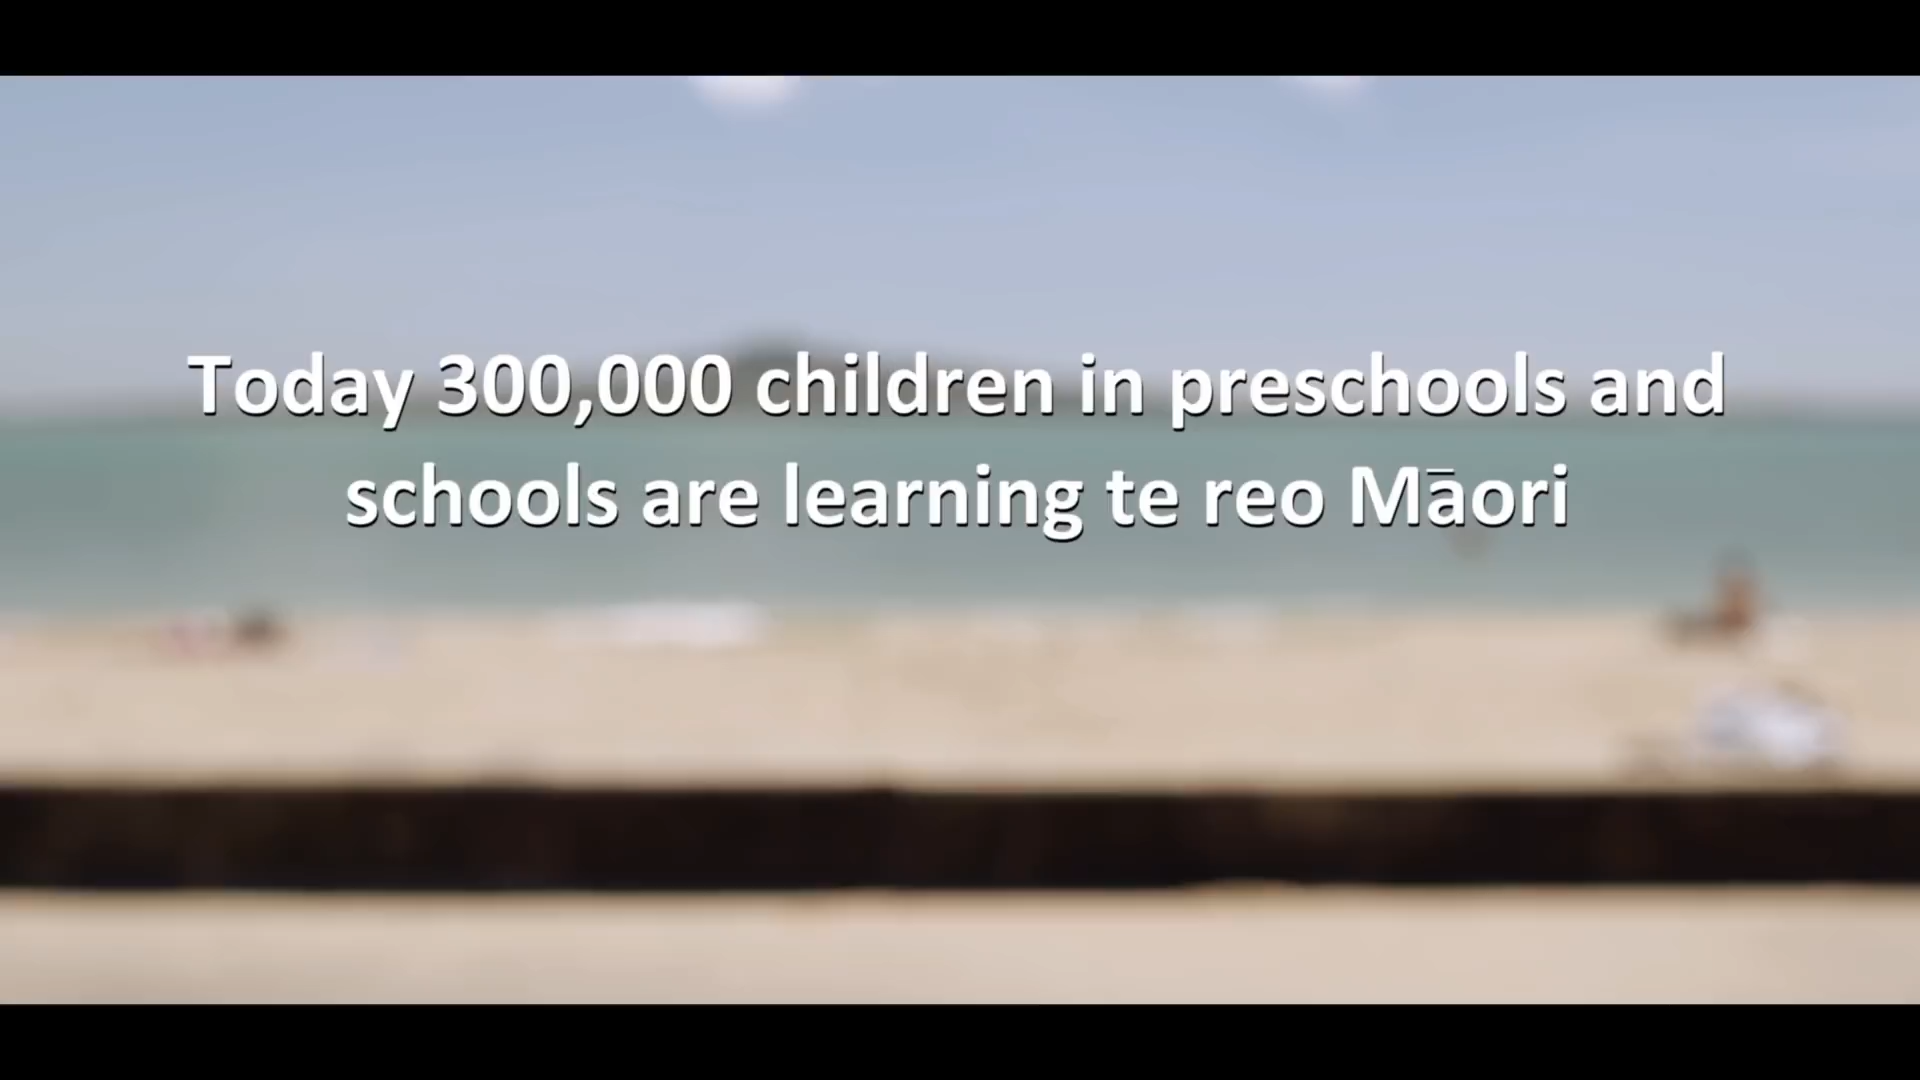 Today 300,000 children in preschools and
schools are learning te reo Māori